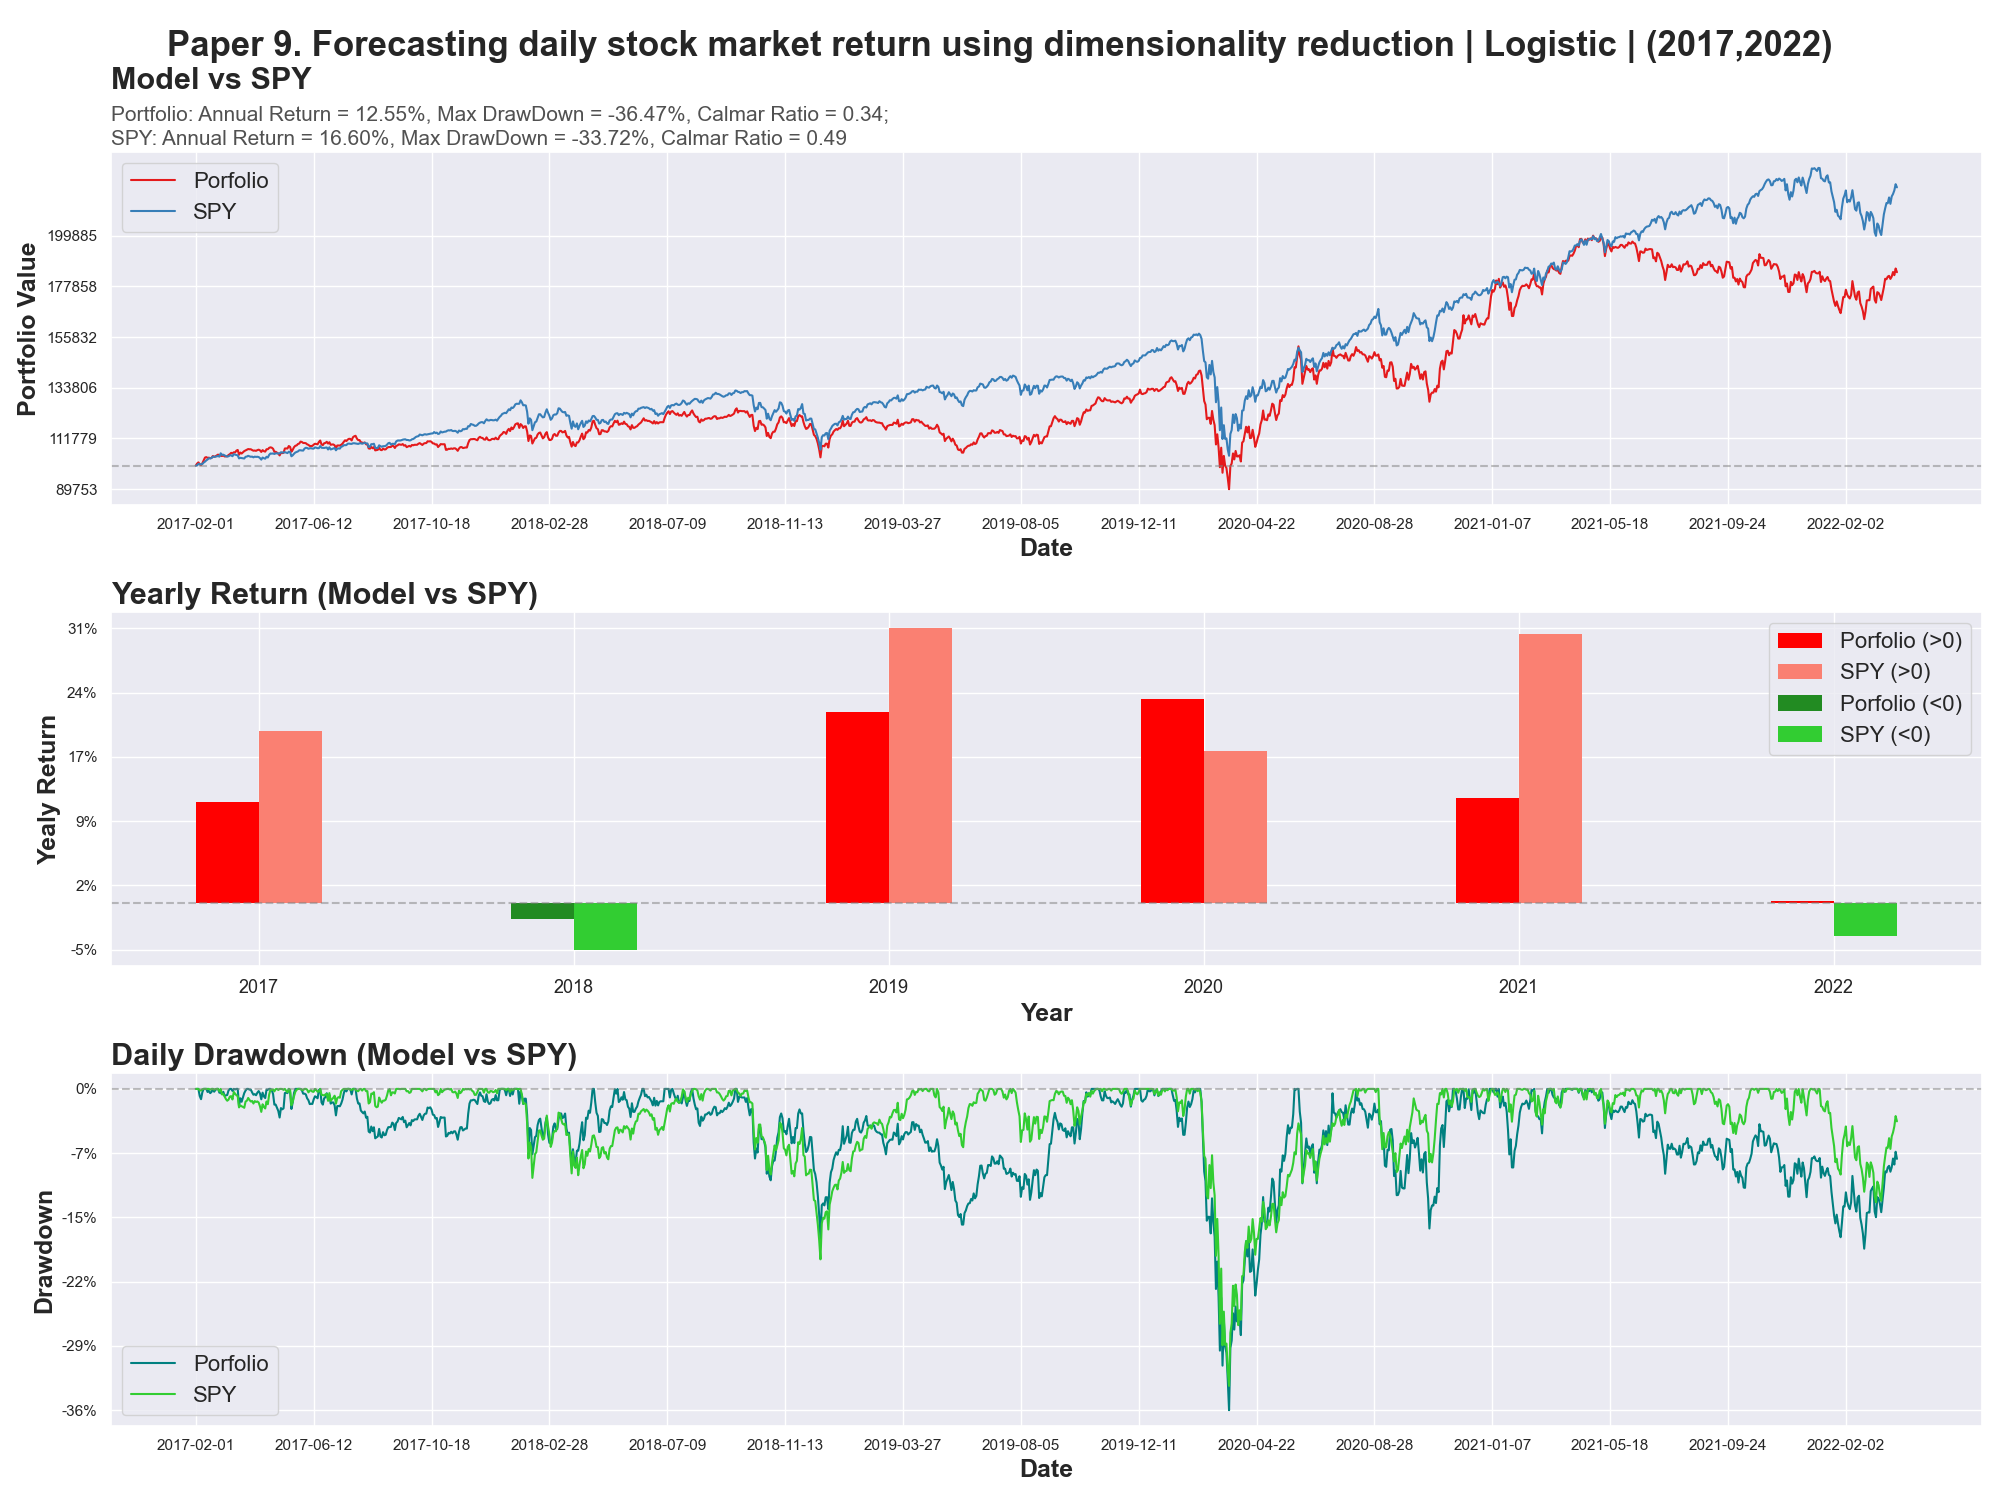 Paper 9. Forecasting daily stock market return using dimensionality reduction | Logistic | (2017,2022)
Model vs SPY
Portfolio: Annual Return = 12.55%, Max DrawDown = -36.47%, Calmar Ratio = 0.34;
SPY: Annual Return = 16.60%, Max DrawDown = -33.72%, Calmar Ratio = 0.49
Porfolio
SPY
Portfolio Value
199885
177858
155832
133806
111779
89753
2017-02-01 2017-06-12 2017-10-18 2018-02-28 2018-07-09 2018-11-13 2019-03-27 2019-08-05 2019-12-11 2020-04-22 2020-08-28 2021-01-07 2021-05-18 2021-09-24 2022-02-02
Date
Yearly Return (Model vs SPY)
Porfolio (>0)
SPY (>0)
Porfolio (<0)
SPY (<0)
Yealy Return
31%
24%
17%
9%
2%
-5%
2017 2018 2019 2020 2021 2022
Year
Daily Drawdown (Model vs SPY)
Drawdown
0%
-7%
-15%
-22%
-29%
-36%
Porfolio
SPY
2017-02-01 2017-06-12 2017-10-18 2018-02-28 2018-07-09 2018-11-13 2019-03-27 2019-08-05 2019-12-11 2020-04-22 2020-08-28 2021-01-07 2021-05-18 2021-09-24 2022-02-02
Date